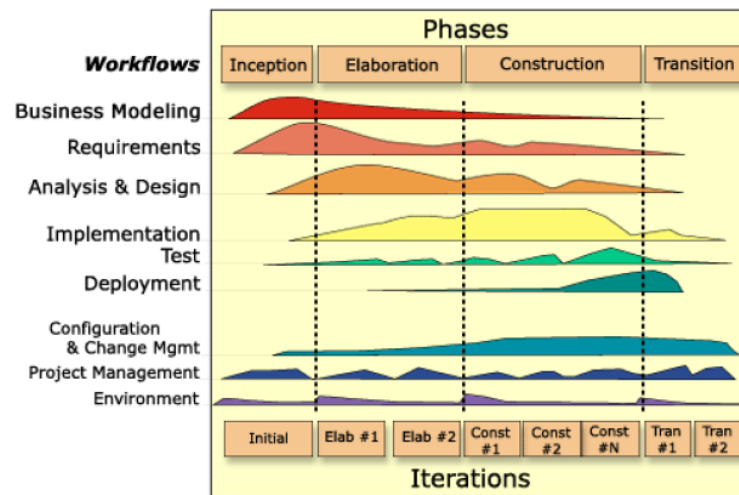 Phases
Workflows
Inception
Elaboration
Construction
Transition
Business Modeling
Requirements
Analysis & Design
Implementation
Test
Deployment
Configuration
& Change Mgmt
Project Management
Environment
Initial
Elab #1
Elab #2
Const
#1
Const
#2
Const
#N
Tran
#1
Tran
#2
Iterations